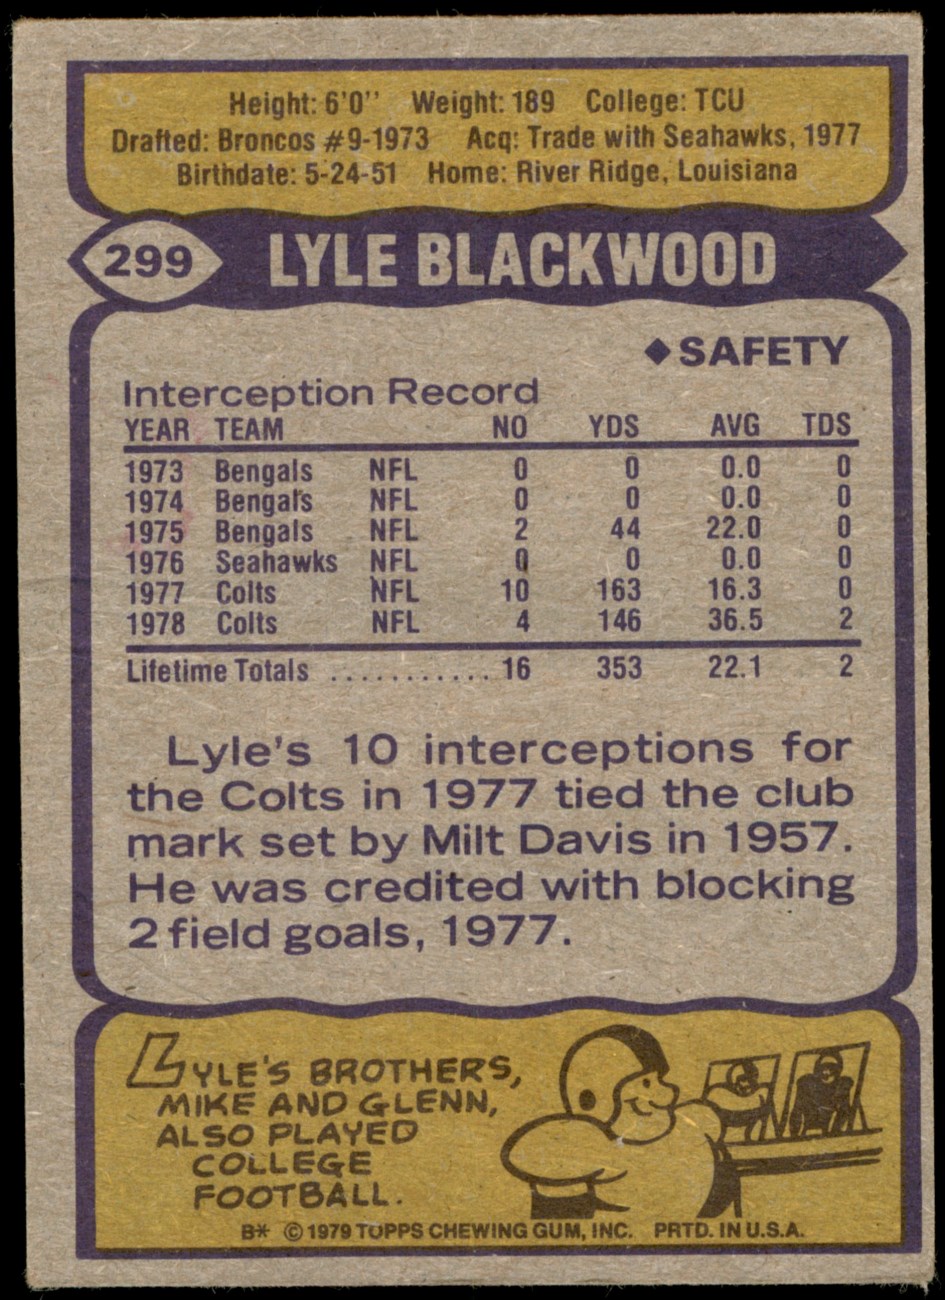 Height: 6'0'' Weight: 189 College: TCU
Drafted: Broncos #9-1973 Acq: Trade with Seahawks, 1977
Birthdate: 5-24-51 Home: River Ridge, Louisiana
299 LYLE BLACKWOOD
◆SAFETY
Interception Record
YEAR TEAM NO YDS AVG TDS
1973 Bengals NFL 0 0 0.0 0
1974 Bengals NFL 0 0 0.0 0
1975 Bengals NFL 2 44 22.0 0
1976 Seahawks NFL 0 0 0.0 0
1977 Colts NFL 10 163 16.3 0
1978 Colts NFL 4 146 36.5 2
Lifetime Totals ........... 16 353 22.1 2
Lyle's 10 interceptions for
the Colts in 1977 tied the club
mark set by Milt Davis in 1957.
He was credited with blocking
2 field goals, 1977.
LYLE'S BROTHERS,
MIKE AND GLENN,
ALSO PLAYED
COLLEGE
FOOTBALL.
B* © 1979 TOPPS CHEWING GUM, INC. PRTD. IN U.S.A.